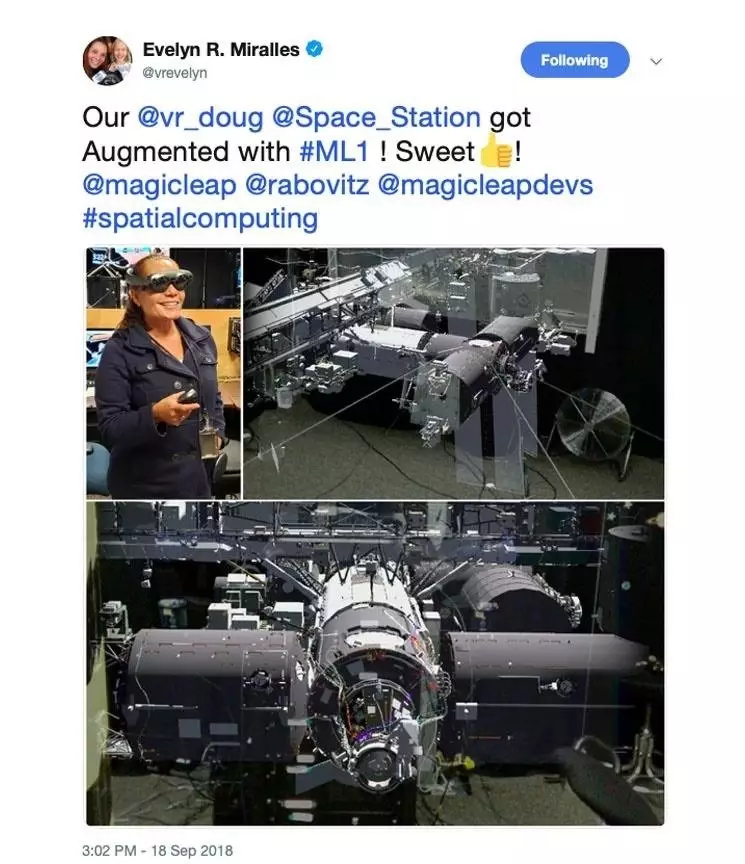 Evelyn R. Miralles
@vrevelyn
Following
Our @vr_doug @Space_Station got
Augmented with #ML1 ! Sweet👍!
@magicleap @rabovitz @magicleapdevs
#spatialcomputing
3:02 PM - 18 Sep 2018